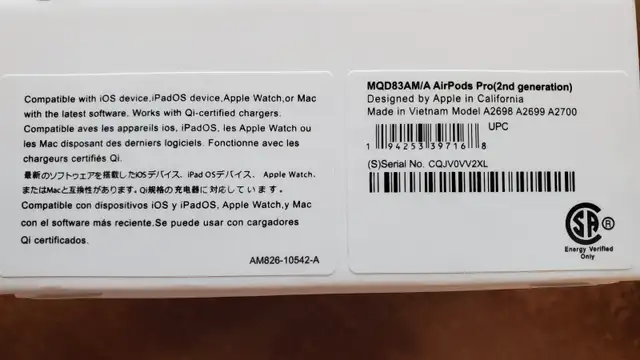 Compatible with iOS device,iPadOS device,Apple Watch,or Mac
with the latest software. Works with Qi-certified chargers.
Compatible aves les appareils ios, iPadOS, les Apple Watch ou
les Mac disposant des derniers logiciels. Fonctionne avec les
chargeurs certifiés Qi.
最新のソフトウェアを搭載したiOSデバイス、iPad OSデバイス、 Apple Watch、
またはMacと互換性があります。Qi規格の充電器に対応しています。
Compatible con dispositivos iOS y iPadOS, Apple Watch,y Mac
con el software más reciente.Se puede usar con cargadores
Qi certificados.
AM826-10542-A
MQD83AM/A AirPods Pro(2nd generation)
Designed by Apple in California
Made in Vietnam Model A2698 A2699 A2700
UPC
1 94253 39716 8
(S)Serial No. CQJV0VV2XL
SA ®
Energy Verified
Only